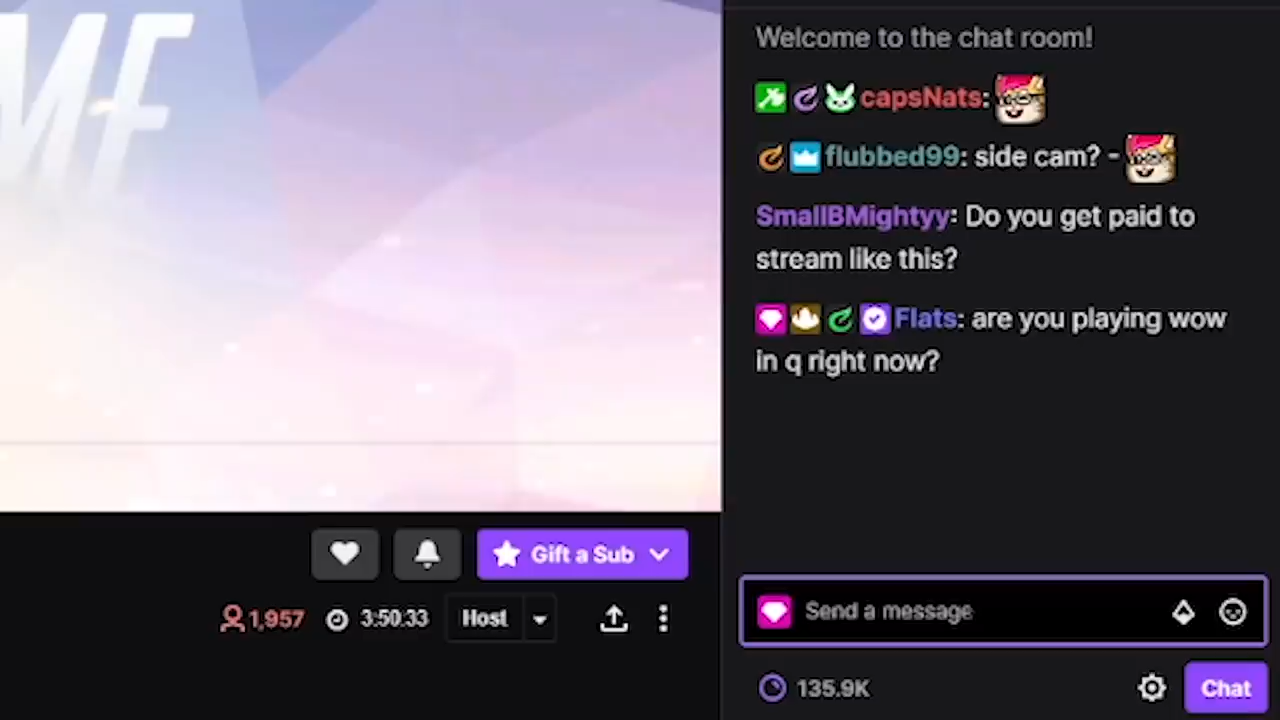 ME
Welcome to the chat room!
capsNats:
flubbed99: side cam? -
SmallBMightyy: Do you get paid to
stream like this?
Flats: are you playing wow
in q right now?
Gift a Sub
1,957 3:50:33 Host
Send a message
135.9K Chat